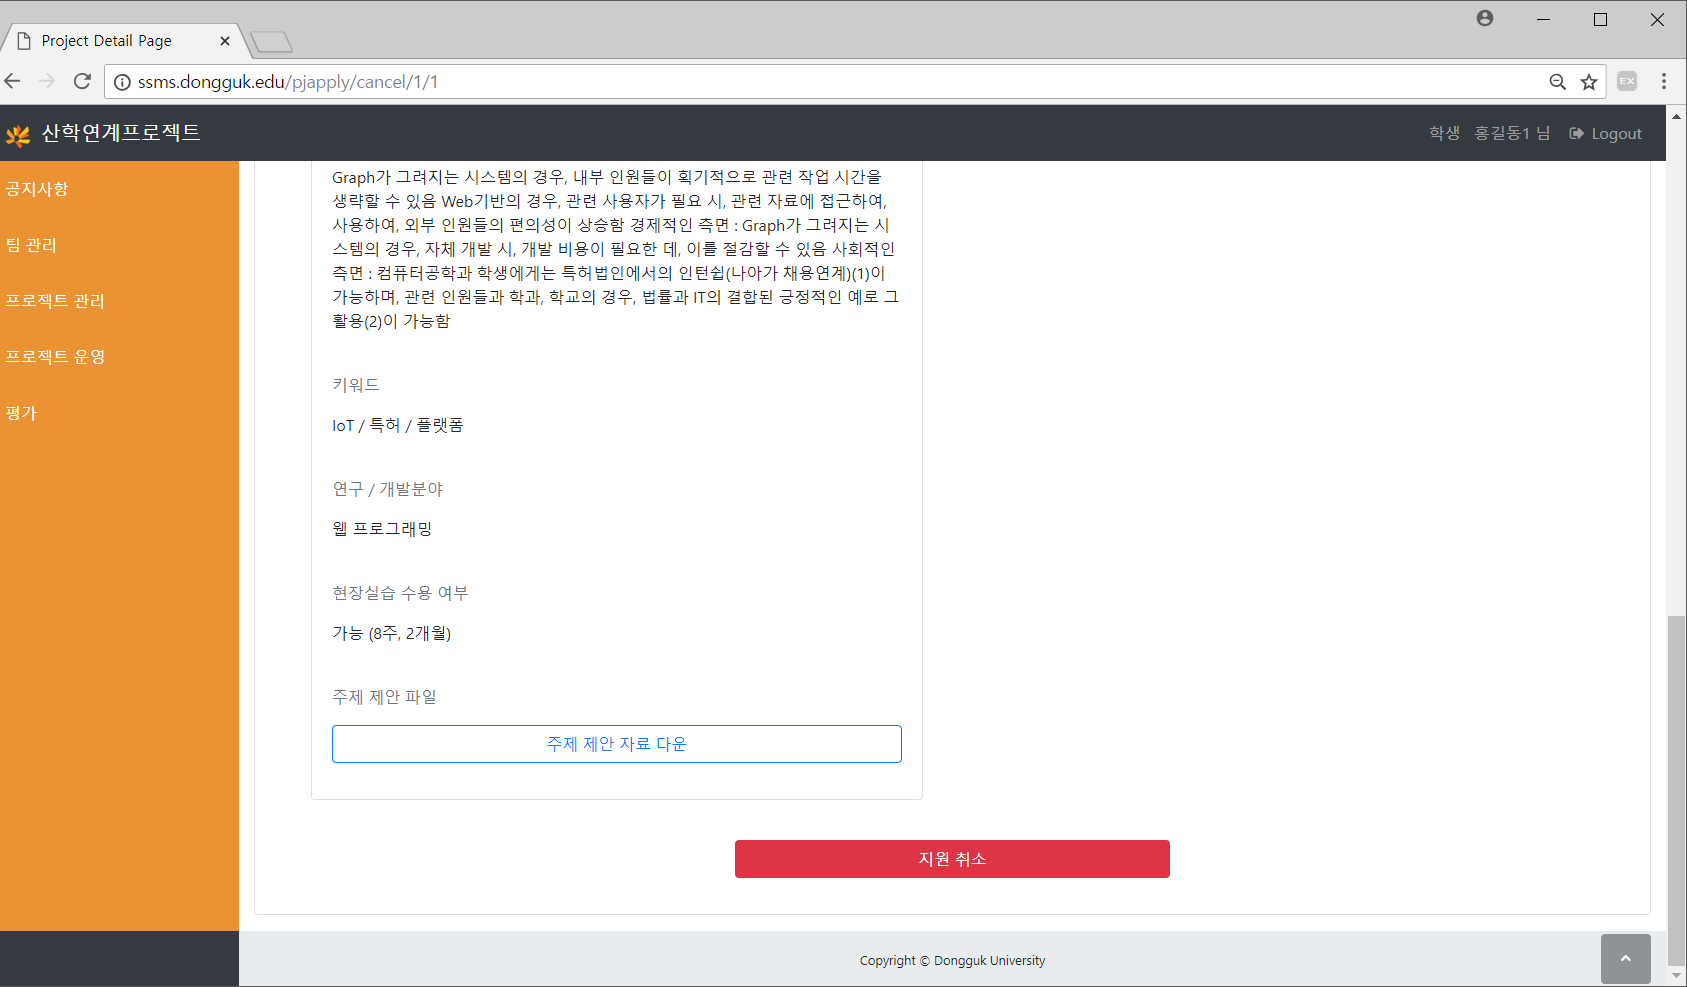 Project Detail Page
ssms.dongguk.edu/pjapply/cancel/1/1
EX
산학연계프로젝트
학생 홍길동1 님 Logout
공지사항
팀 관리
프로젝트 관리
프로젝트 운영
평가
Graph가 그려지는 시스템의 경우, 내부 인원들이 획기적으로 관련 작업 시간을
생략할 수 있음 Web기반의 경우, 관련 사용자가 필요 시, 관련 자료에 접근하여,
사용하여, 외부 인원들의 편의성이 상승함 경제적인 측면 : Graph가 그려지는 시
스템의 경우, 자체 개발 시, 개발 비용이 필요한 데, 이를 절감할 수 있음 사회적인
측면 : 컴퓨터공학과 학생에게는 특허법인에서의 인턴쉽(나아가 채용연계)(1)이
가능하며, 관련 인원들과 학과, 학교의 경우, 법률과 IT의 결합된 긍정적인 예로 그
활용(2)이 가능함
키워드
IoT / 특허 / 플랫폼
연구 / 개발분야
웹 프로그래밍
현장실습 수용 여부
가능 (8주, 2개월)
주제 제안 파일
주제 제안 자료 다운
지원 취소
Copyright © Dongguk University